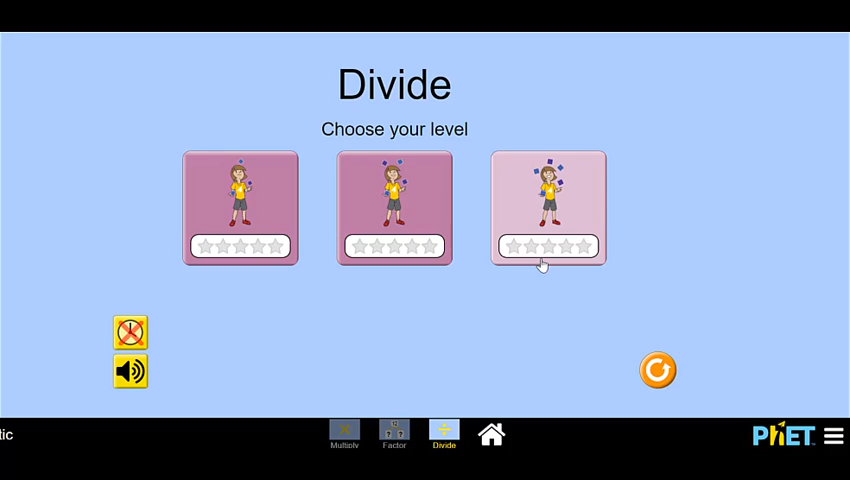 Divide
Choose your level
tic
Multiply
Factor
Divide
PhET